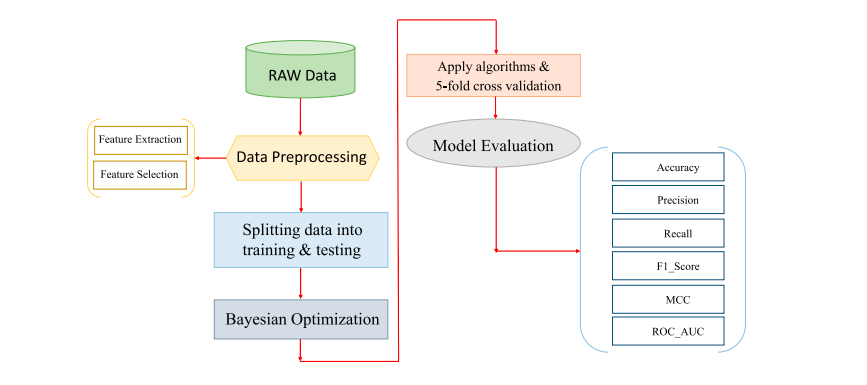 RAW Data
Feature Extraction
Feature Selection
Data Preprocessing
Splitting data into
training & testing
Bayesian Optimization
Apply algorithms &
5-fold cross validation
Model Evaluation
Accuracy
Precision
Recall
F1_Score
MCC
ROC_AUC